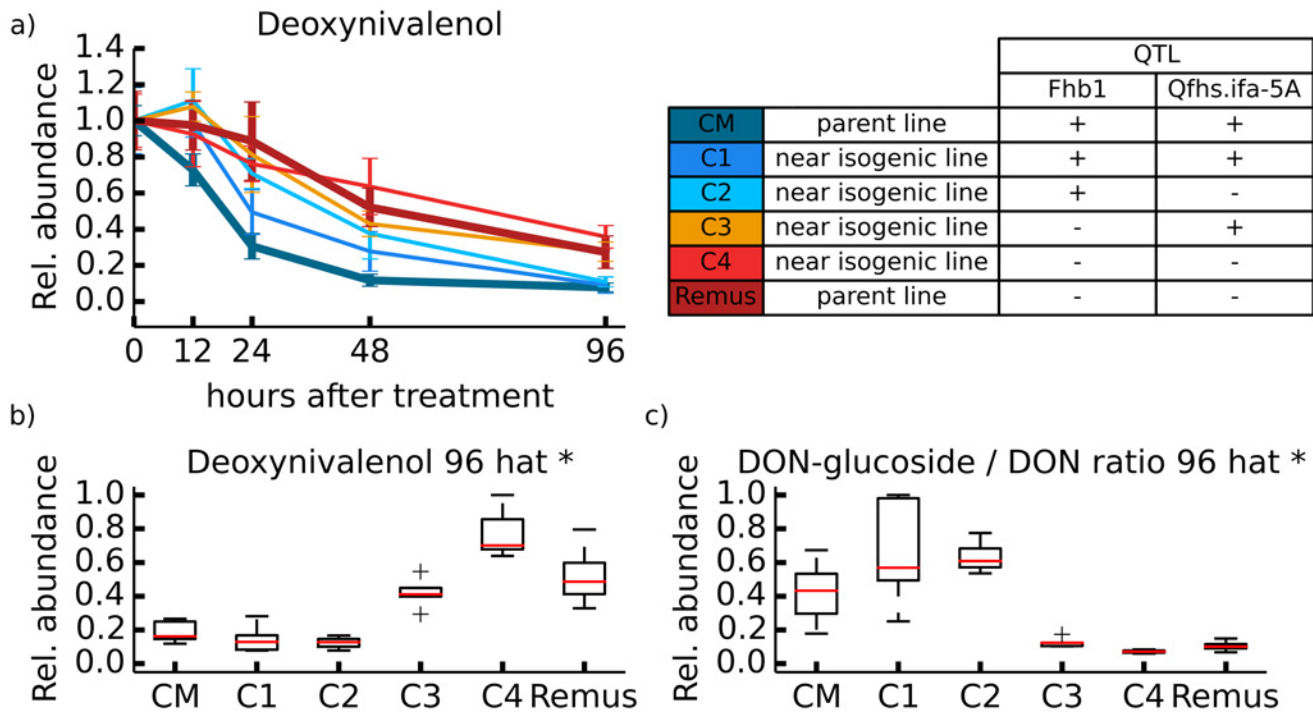 a)
Deoxynivalenol
Rel. abundance
1.4
1.2
1.0
0.8
0.6
0.4
0.2
0.0
0 12 24 48 96
hours after treatment
QTL
Fhb1 Qfhs.ifa-5A
CM parent line + +
C1 near isogenic line + +
C2 near isogenic line + -
C3 near isogenic line - +
C4 near isogenic line - -
Remus parent line - -
b)
Deoxynivalenol 96 hat *
Rel. abundance
1.0
0.8
0.6
0.4
0.2
0.0
CM C1 C2 C3 C4 Remus
c)
DON-glucoside / DON ratio 96 hat *
Rel. abundance
1.0
0.8
0.6
0.4
0.2
0.0
CM C1 C2 C3 C4 Remus